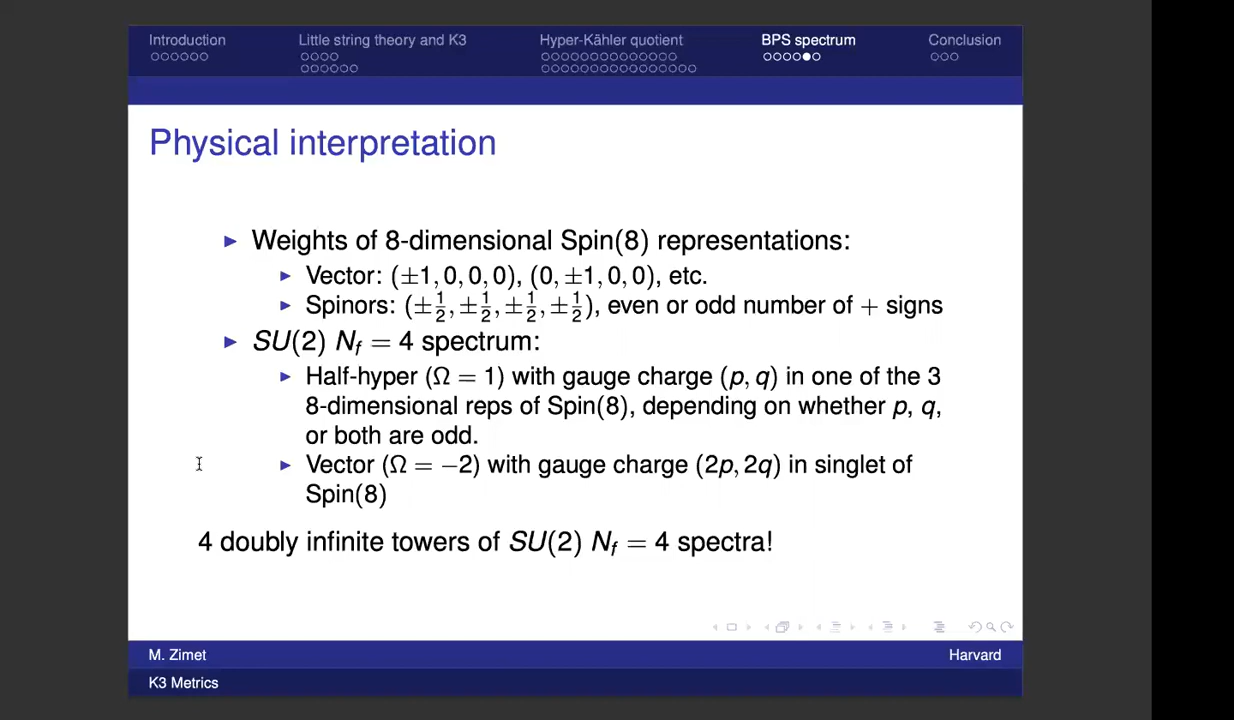 Introduction Little string theory and K3 Hyper-Kähler quotient BPS spectrum Conclusion
Physical interpretation
▶ Weights of 8-dimensional Spin(8) representations:
▶ Vector: (±1, 0, 0, 0), (0, ±1, 0, 0), etc.
▶ Spinors: (±½, ±½, ±½, ±½), even or odd number of + signs
▶ SU(2) N_f = 4 spectrum:
▶ Half-hyper (Ω = 1) with gauge charge (p, q) in one of the 3
8-dimensional reps of Spin(8), depending on whether p, q,
or both are odd.
▶ Vector (Ω = −2) with gauge charge (2p, 2q) in singlet of
Spin(8)
4 doubly infinite towers of SU(2) N_f = 4 spectra!
M. Zimet Harvard
K3 Metrics